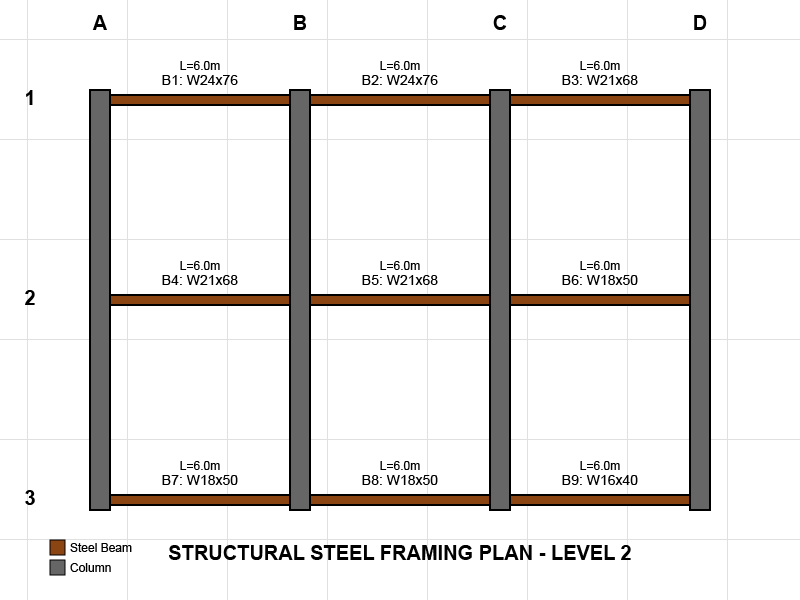 A
B
C
D
L=6.0m
L=6.0m
L=6.0m
B1: W24x76
B2: W24x76
B3: W21x68
1
L=6.0m
L=6.0m
L=6.0m
B4: W21x68
B5: W21x68
B6: W18x50
2
L=6.0m
L=6.0m
L=6.0m
B7: W18x50
B8: W18x50
B9: W16x40
3
Steel Beam
Column
STRUCTURAL STEEL FRAMING PLAN - LEVEL 2